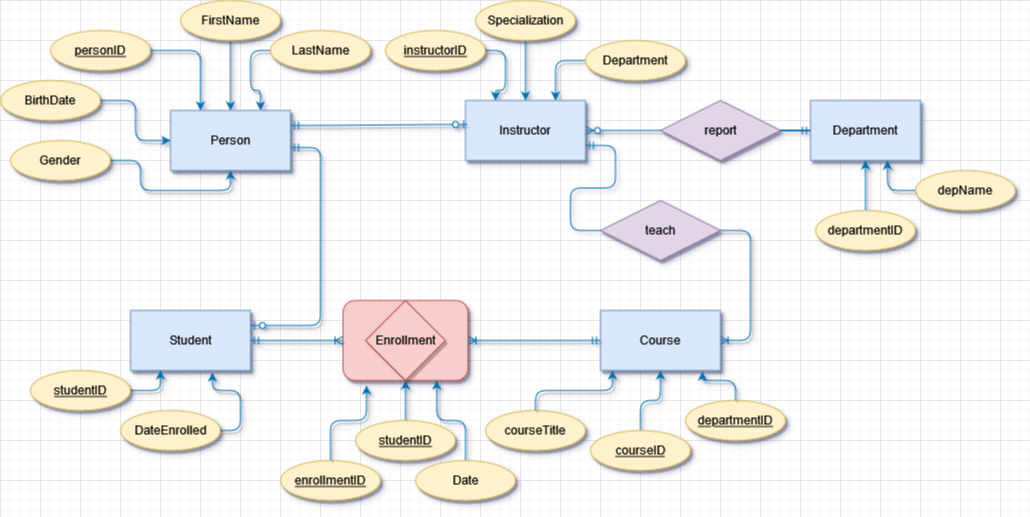 FirstName
Specialization
personID
LastName
instructorID
Department
BirthDate
Person
Instructor
report
Department
Gender
depName
departmentID
teach
Student
Enrollment
Course
studentID
DateEnrolled
studentID
courseTitle
departmentID
enrollmentID
Date
courseID